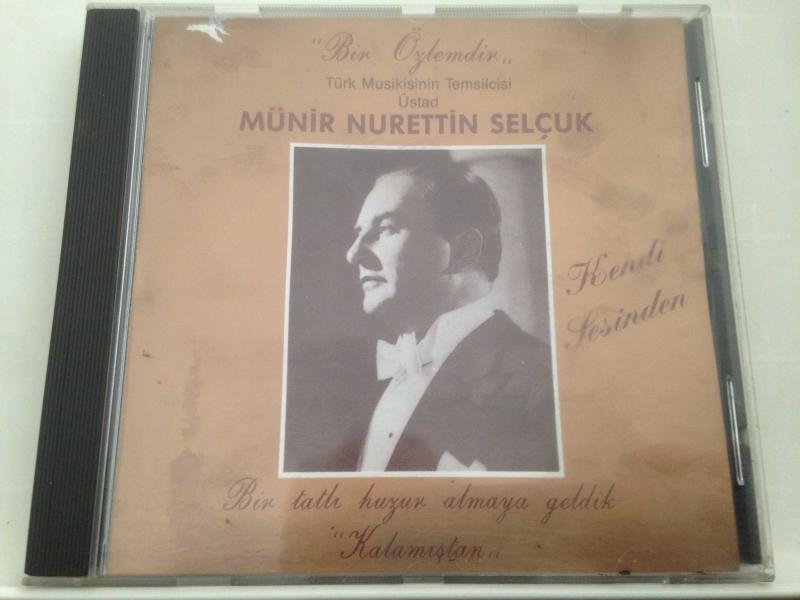 "Bir Özlemdir"
Türk Musikisinin Temsilcisi
Üstad
MÜNİR NURETTİN SELÇUK
Kendi
Sesinden
Bir tatlı huzur almaya geldik
"Kalamıştan"